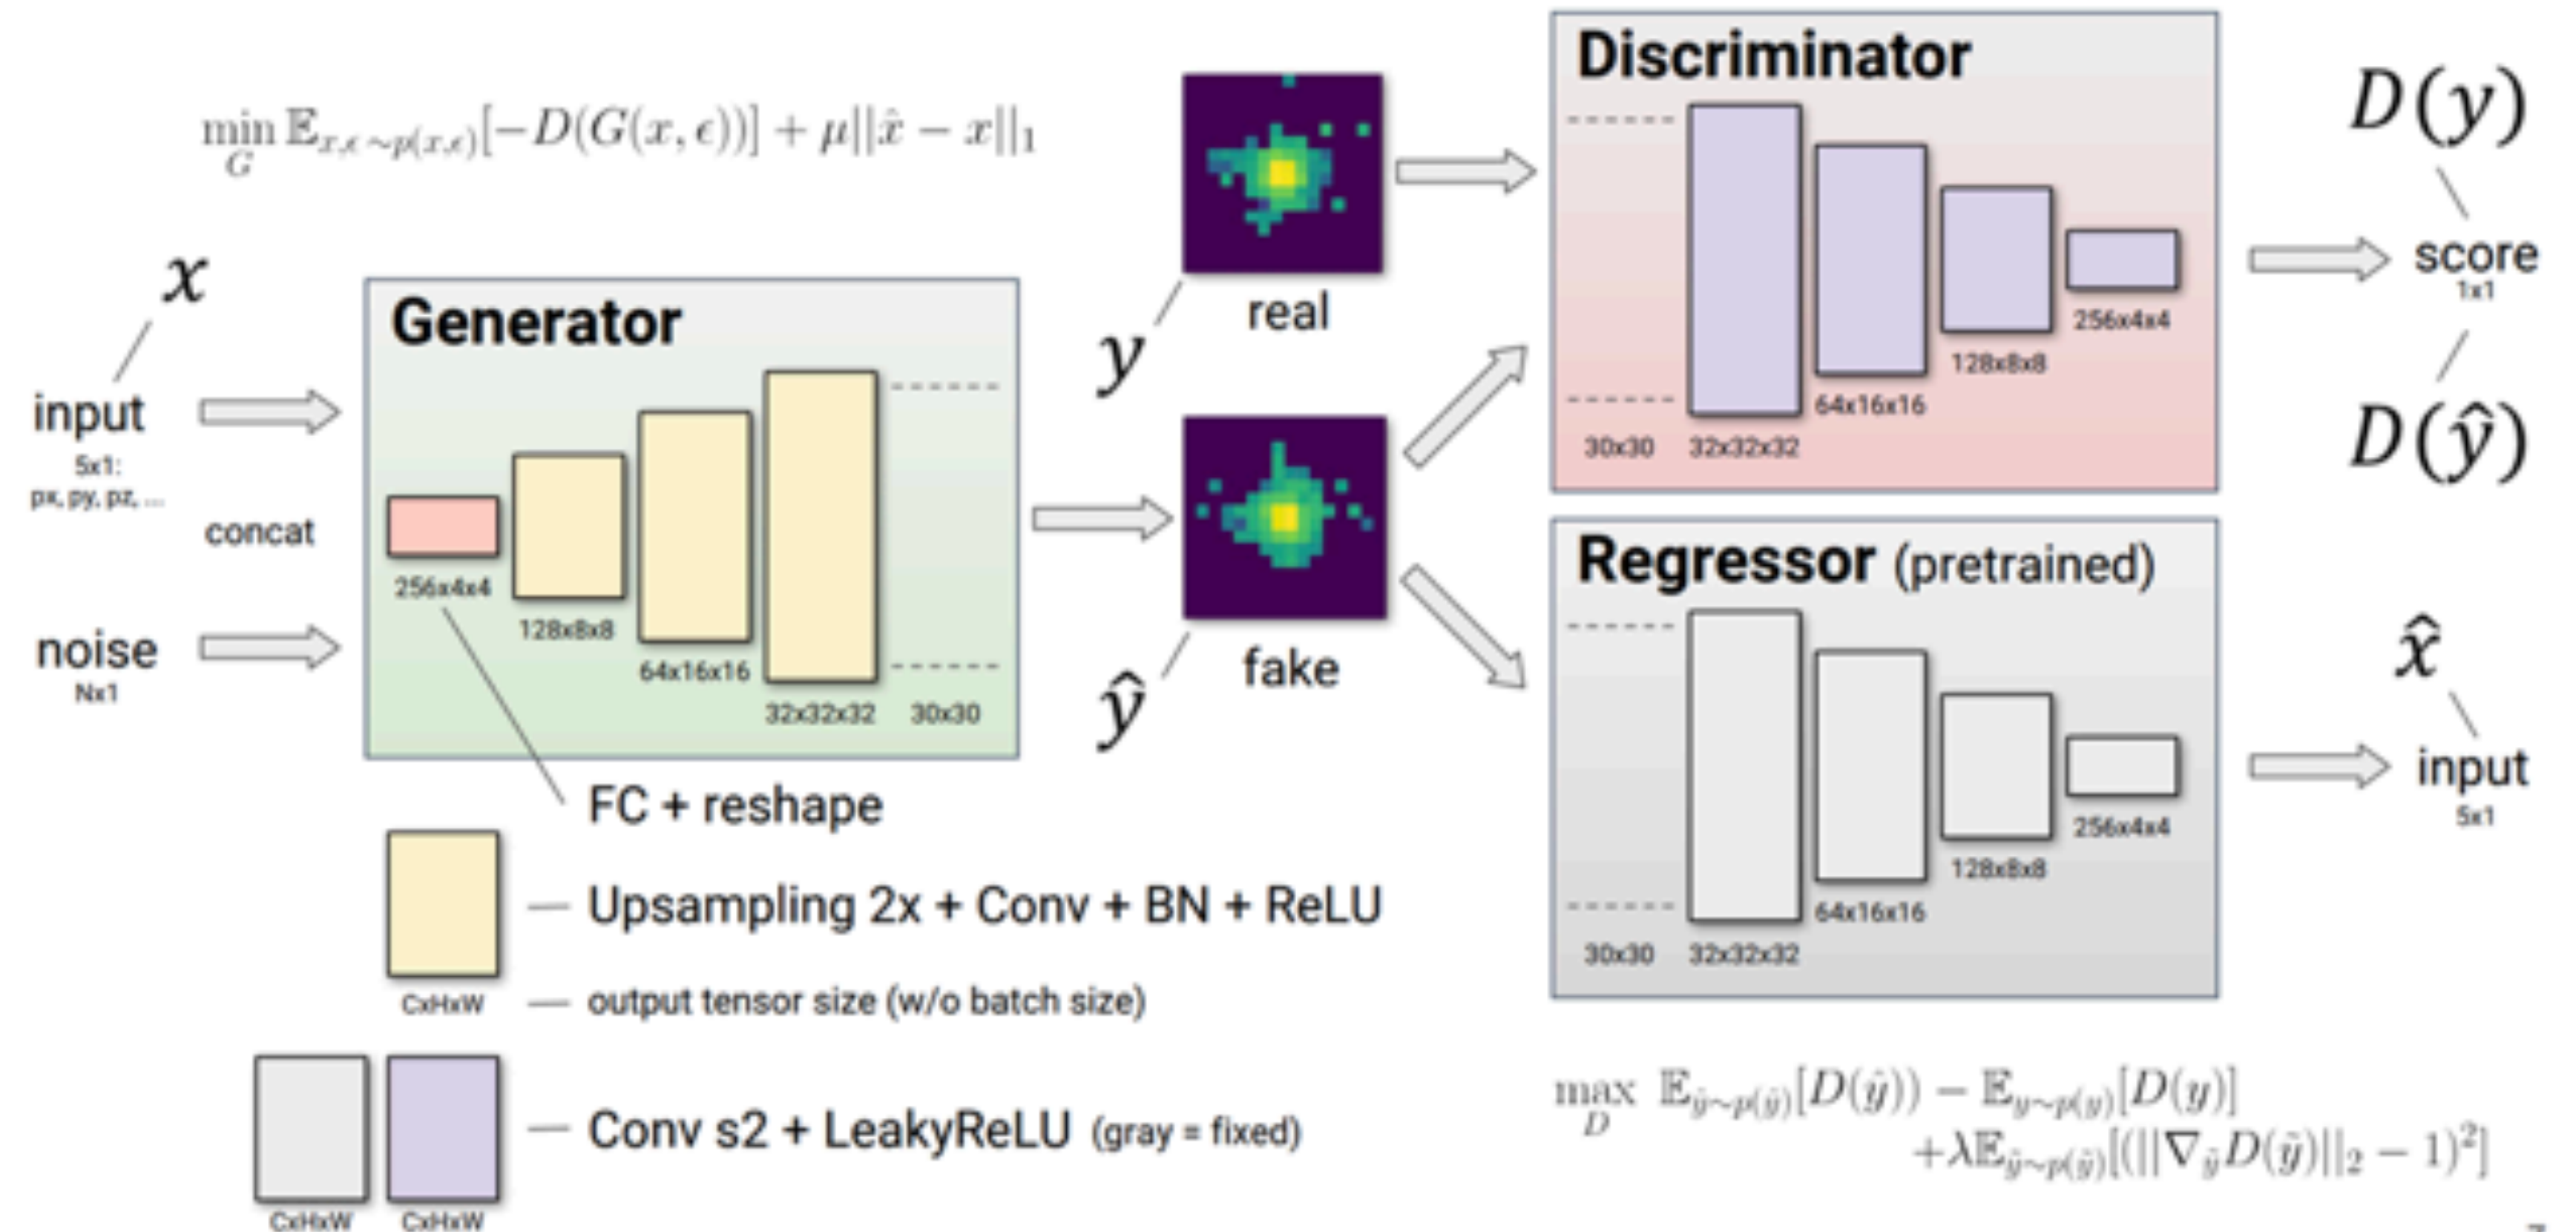 min_G 𝔼_{x,ϵ∼p(x,ϵ)}[−D(G(x, ϵ))] + μ||x̂ − x||_1
x
input
5x1:
px, py, pz, ...
concat
noise
Nx1
Generator
256x4x4
128x8x8
64x16x16
32x32x32
30x30
FC + reshape
Upsampling 2x + Conv + BN + ReLU
CxHxW
output tensor size (w/o batch size)
Conv s2 + LeakyReLU (gray = fixed)
CxHxW
CxHxW
real
y
fake
ŷ
Discriminator
30x30
32x32x32
64x16x16
128x8x8
256x4x4
D(y)
score
1x1
D(ŷ)
Regressor (pretrained)
30x30
32x32x32
64x16x16
128x8x8
256x4x4
x̂
input
5x1
max_D 𝔼_{ŷ∼p(ŷ)}[D(ŷ)) − 𝔼_{y∼p(y)}[D(y)]
+λ𝔼_{ŷ∼p(ŷ)}[(||∇_ŷ D(ŷ)||_2 − 1)^2]